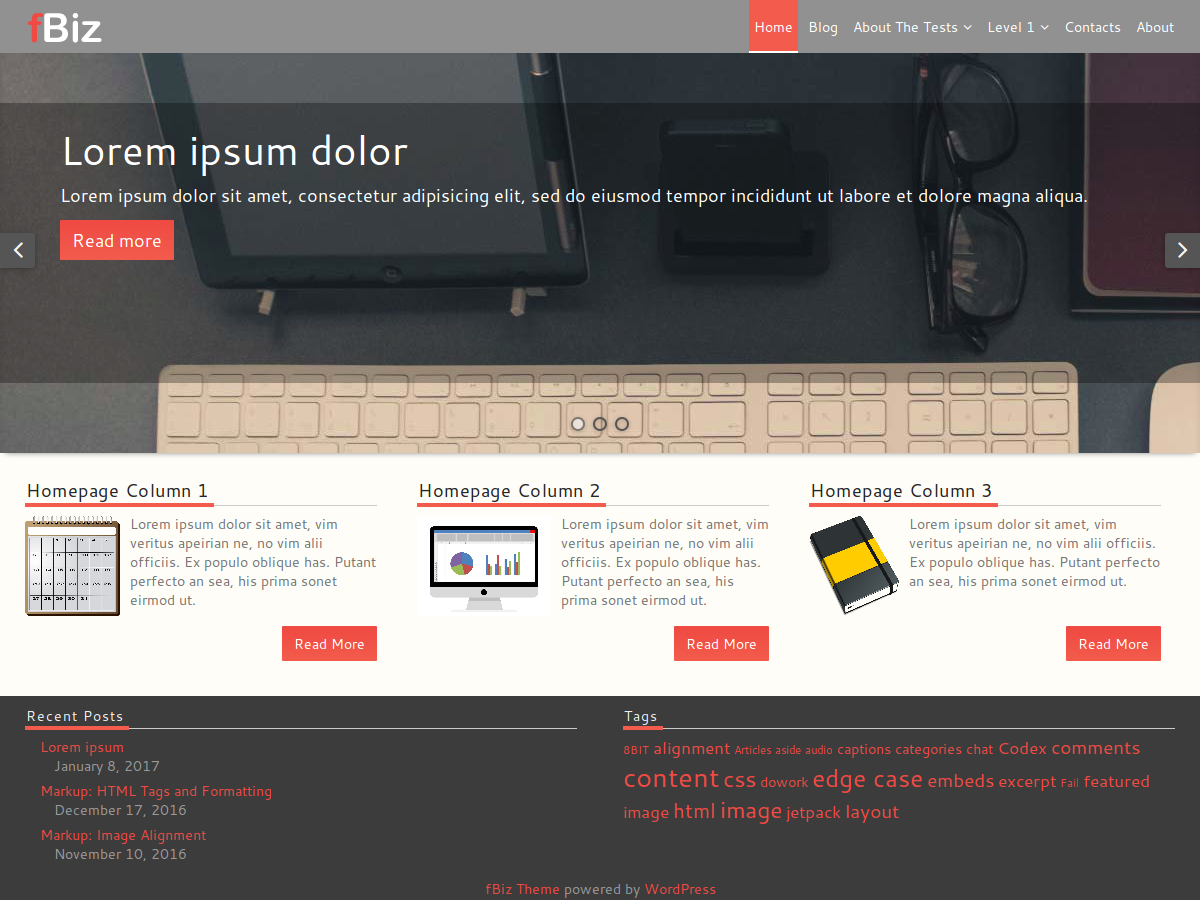 fBiz
Home Blog About The Tests Level 1 Contacts About
Lorem ipsum dolor
Lorem ipsum dolor sit amet, consectetur adipisicing elit, sed do eiusmod tempor incididunt ut labore et dolore magna aliqua.
Read more
Homepage Column 1
Lorem ipsum dolor sit amet, vim
veritus apeirian ne, no vim alii
officiis. Ex populo oblique has. Putant
perfecto an sea, his prima sonet
eirmod ut.
Read More
Homepage Column 2
Lorem ipsum dolor sit amet, vim
veritus apeirian ne, no vim alii
officiis. Ex populo oblique has.
Putant perfecto an sea, his
prima sonet eirmod ut.
Read More
Homepage Column 3
Lorem ipsum dolor sit amet, vim
veritus apeirian ne, no vim alii officiis.
Ex populo oblique has. Putant perfecto
an sea, his prima sonet eirmod ut.
Read More
Recent Posts
Lorem ipsum
January 8, 2017
Markup: HTML Tags and Formatting
December 17, 2016
Markup: Image Alignment
November 10, 2016
Tags
8BIT alignment Articles aside audio captions categories chat Codex comments
content css dowork edge case embeds excerpt Fail featured
image html image jetpack layout
fBiz Theme powered by WordPress